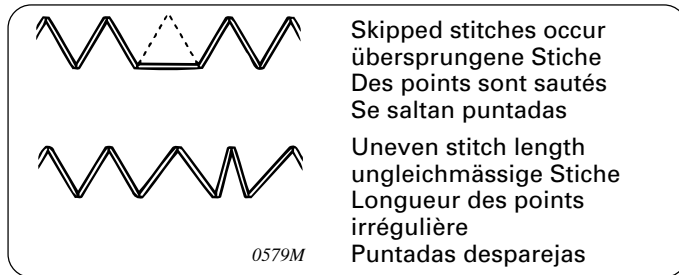 Skipped stitches occur
übersprungene Stiche
Des points sont sautés
Se saltan puntadas
Uneven stitch length
ungleichmässige Stiche
Longueur des points
irrégulière
Puntadas desparejas
0579M